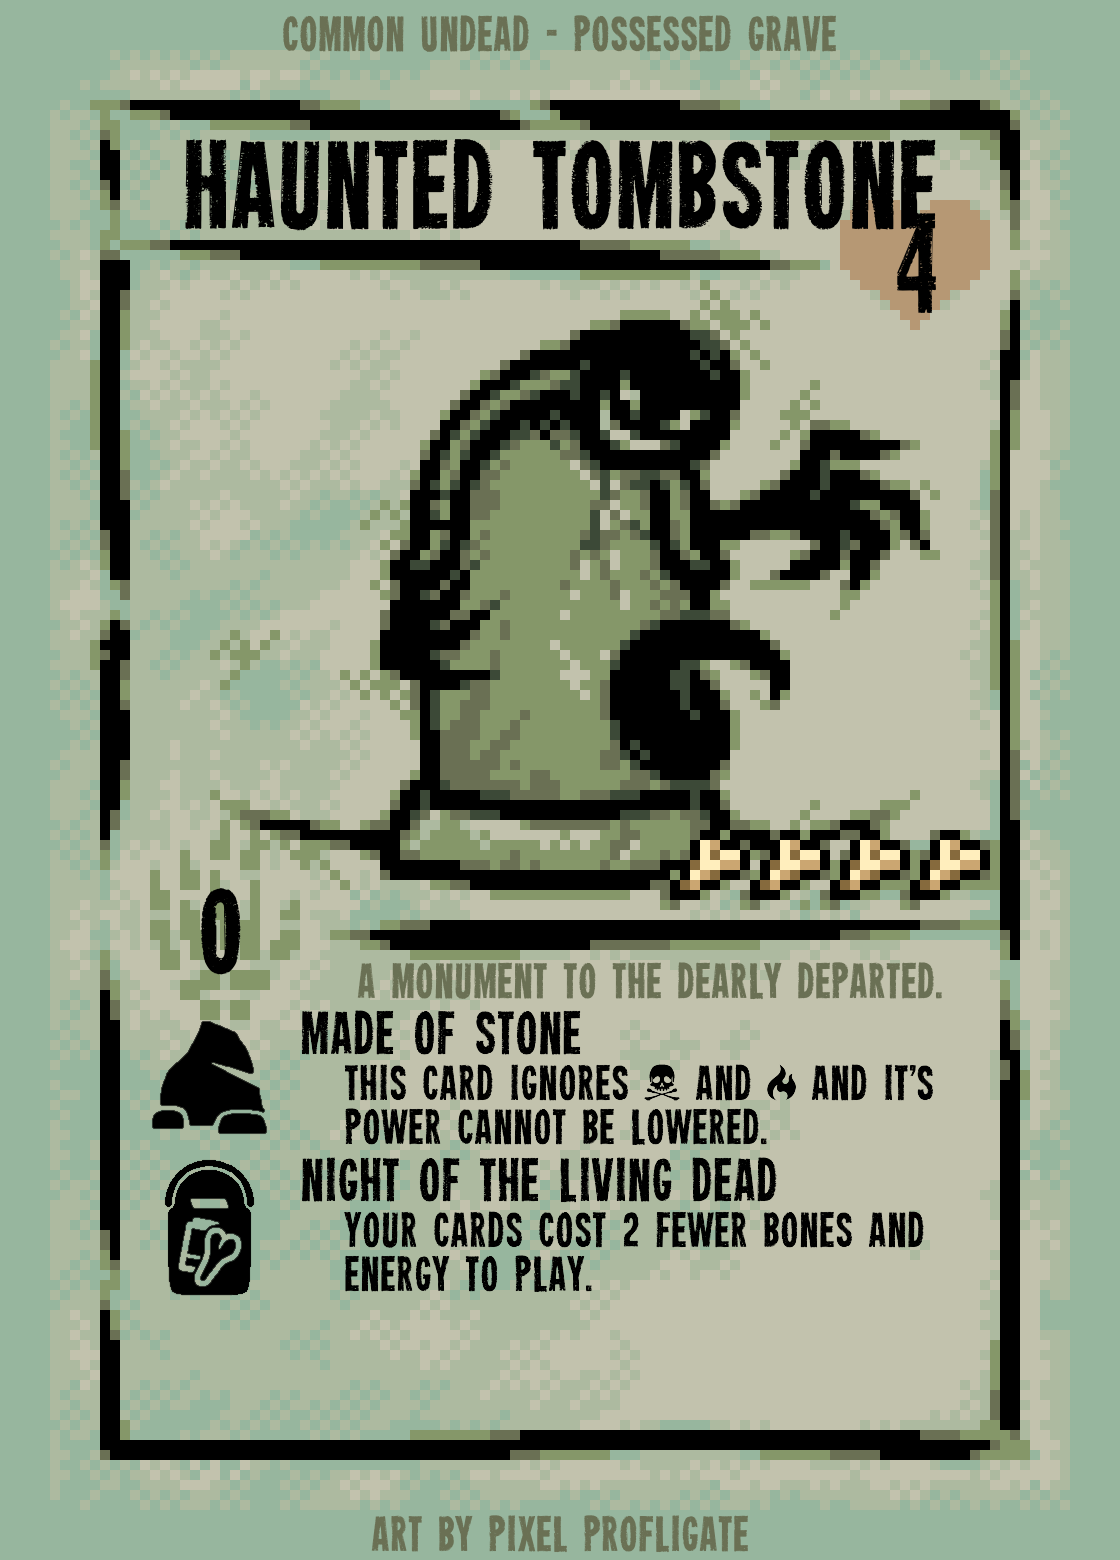 COMMON UNDEAD - POSSESSED GRAVE
HAUNTED TOMBSTONE
4
0
A MONUMENT TO THE DEARLY DEPARTED.
MADE OF STONE
THIS CARD IGNORES AND AND IT'S
POWER CANNOT BE LOWERED.
NIGHT OF THE LIVING DEAD
YOUR CARDS COST 2 FEWER BONES AND
ENERGY TO PLAY.
ART BY PIXEL PROFLIGATE